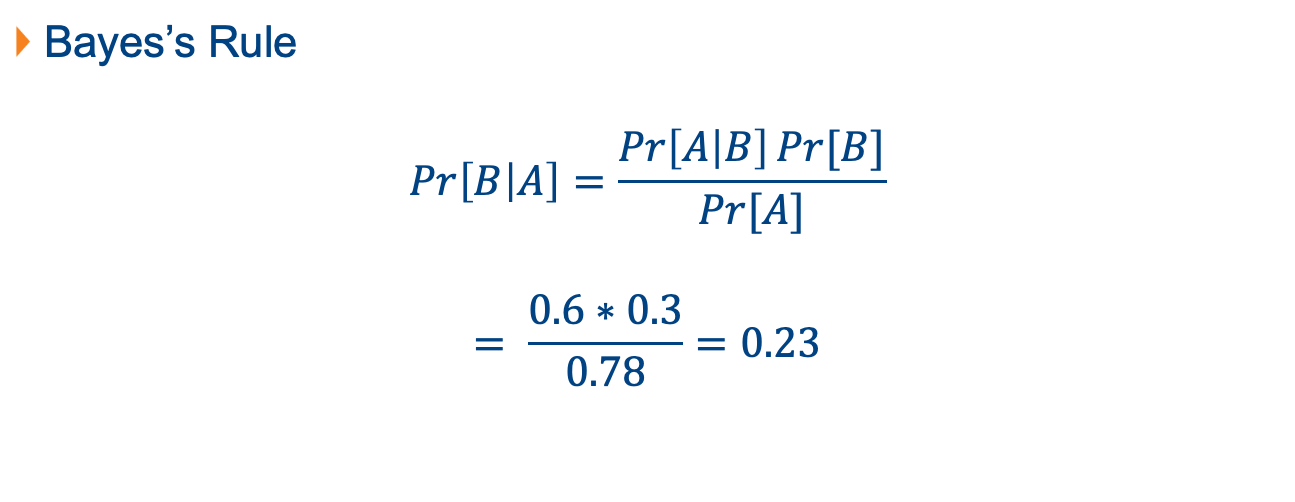 Bayes's Rule
Pr[B|A] = Pr[A|B] Pr[B] / Pr[A]
= 0.6 * 0.3 / 0.78 = 0.23